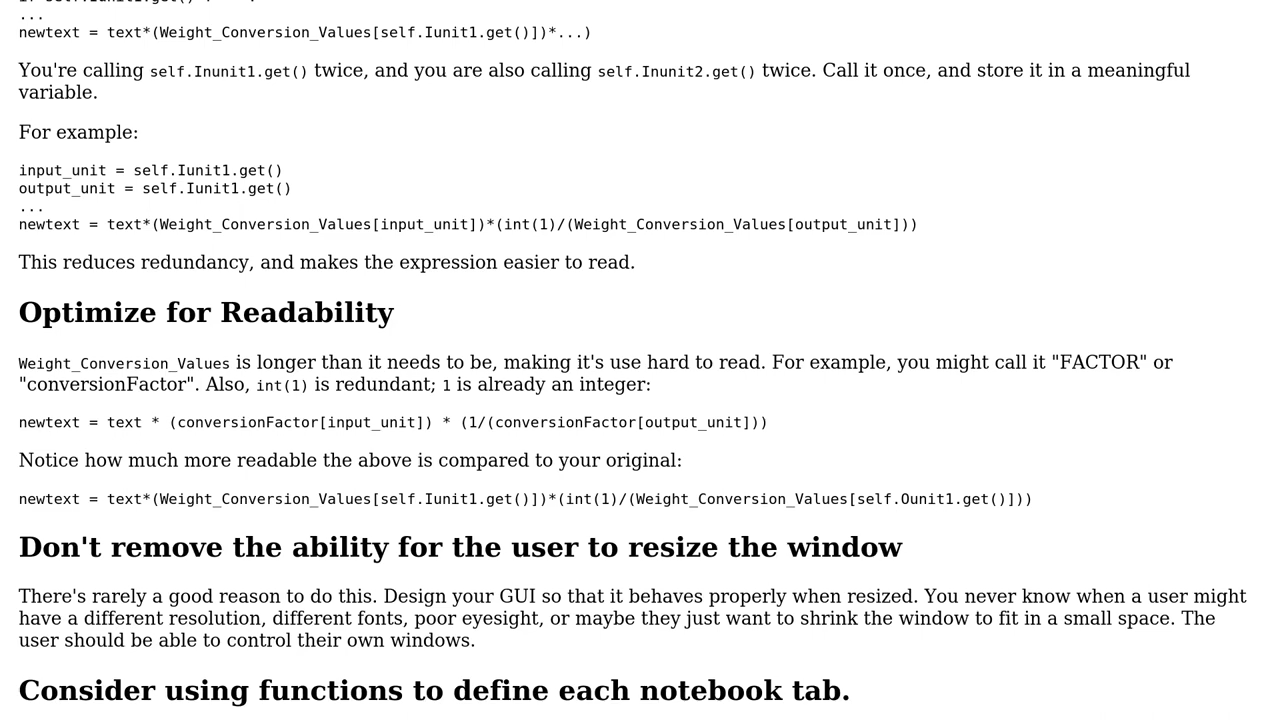 ...
newtext = text*(Weight_Conversion_Values[self.Iunit1.get()])*...)
You're calling self.Inunit1.get() twice, and you are also calling self.Inunit2.get() twice. Call it once, and store it in a meaningful
variable.
For example:
input_unit = self.Iunit1.get()
output_unit = self.Iunit1.get()
...
newtext = text*(Weight_Conversion_Values[input_unit])*(int(1)/(Weight_Conversion_Values[output_unit]))
This reduces redundancy, and makes the expression easier to read.
Optimize for Readability
Weight_Conversion_Values is longer than it needs to be, making it's use hard to read. For example, you might call it "FACTOR" or
"conversionFactor". Also, int(1) is redundant; 1 is already an integer:
newtext = text * (conversionFactor[input_unit]) * (1/(conversionFactor[output_unit]))
Notice how much more readable the above is compared to your original:
newtext = text*(Weight_Conversion_Values[self.Iunit1.get()])*(int(1)/(Weight_Conversion_Values[self.Ounit1.get()]))
Don't remove the ability for the user to resize the window
There's rarely a good reason to do this. Design your GUI so that it behaves properly when resized. You never know when a user might
have a different resolution, different fonts, poor eyesight, or maybe they just want to shrink the window to fit in a small space. The
user should be able to control their own windows.
Consider using functions to define each notebook tab.